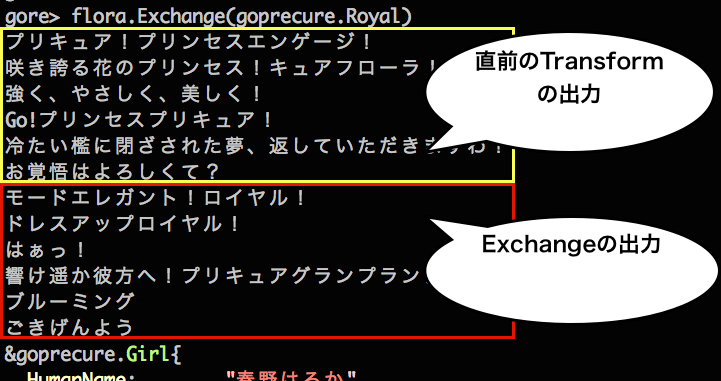 gore> flora.Exchange(goprecure.Royal)
プリキュア！プリンセスエンゲージ！
咲き誇る花のプリンセス！キュアフローラ！
強く、やさしく、美しく！
Go!プリンセスプリキュア！
冷たい檻に閉ざされた夢、返していただきますわ！
お覚悟はよろしくて？
直前のTransform
の出力
モードエレガント！ロイヤル！
ドレスアップロイヤル！
はぁっ！
響け遥か彼方へ！プリキュアグランプラン
ブルーミング
ごきげんよう
Exchangeの出力
&goprecure.Girl{
HumanName: "春野はるか"